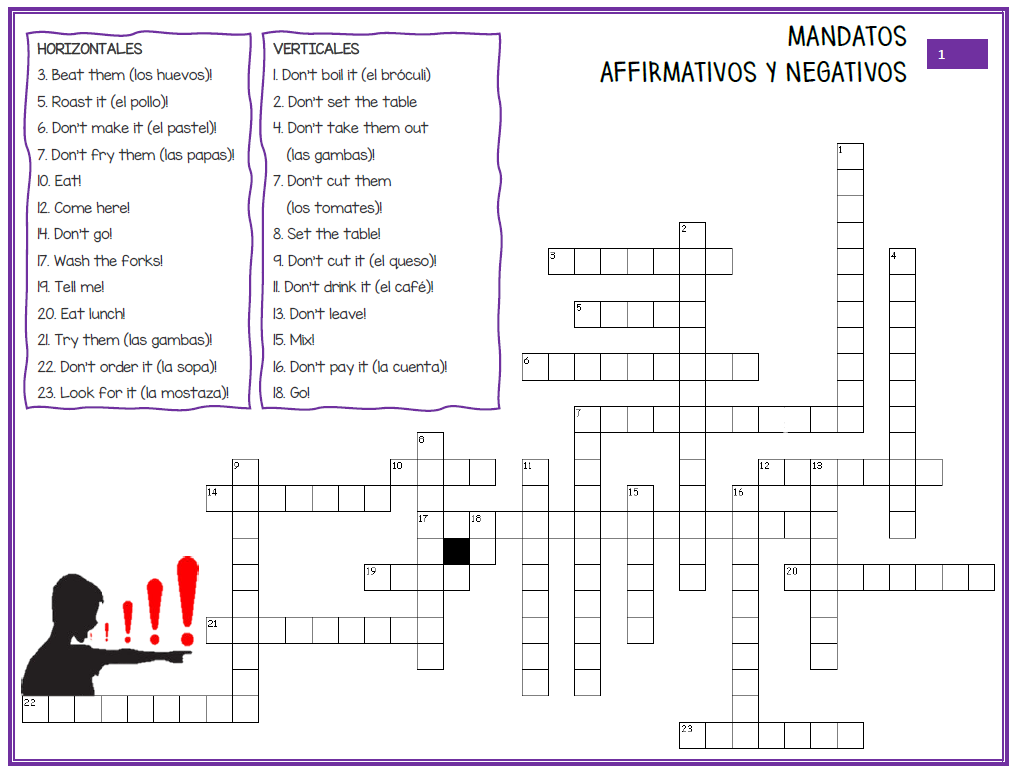 MANDATOS
AFFIRMATIVOS Y NEGATIVOS
1
HORIZONTALES
3. Beat them (los huevos)!
5. Roast it (el pollo)!
6. Don't make it (el pastel)!
7. Don't fry them (las papas)!
10. Eat!
12. Come here!
14. Don't go!
17. Wash the forks!
19. Tell me!
20. Eat lunch!
21. Try them (las gambas)!
22. Don't order it (la sopa)!
23. Look for it (la mostaza)!
VERTICALES
1. Don't boil it (el bróculi)
2. Don't set the table
4. Don't take them out
(las gambas)!
7. Don't cut them
(los tomates)!
8. Set the table!
9. Don't cut it (el queso)!
11. Don't drink it (el café)!
13. Don't leave!
15. Mix!
16. Don't pay it (la cuenta)!
18. Go!
1
2
3
4
5
6
7
8
9
10
11
12
13
14
15
16
17
18
19
20
21
22
23